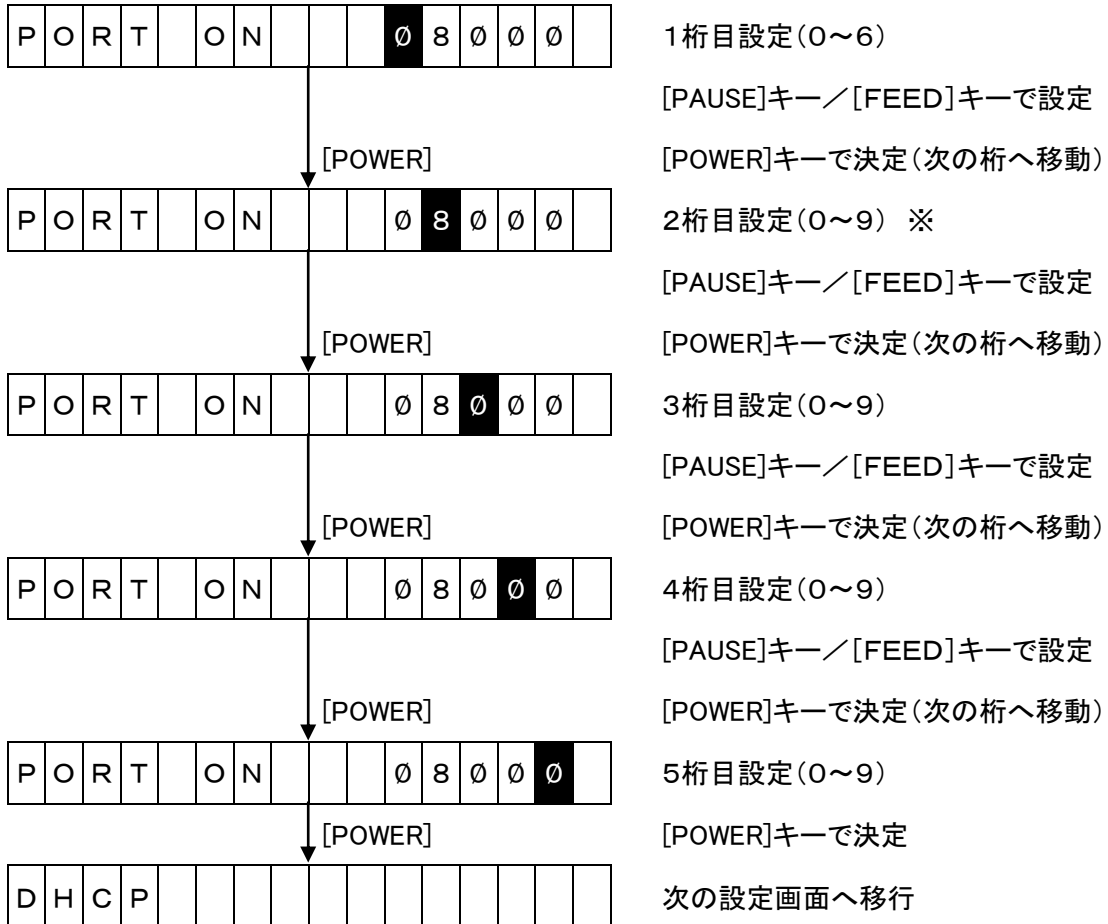 PORT ON Ø8ØØØ 1桁目設定(0～6)
[PAUSE]キー／[FEED]キーで設定
[POWER] [POWER]キーで決定(次の桁へ移動)
PORT ON Ø8ØØØ 2桁目設定(0～9) ※
[PAUSE]キー／[FEED]キーで設定
[POWER] [POWER]キーで決定(次の桁へ移動)
PORT ON Ø8ØØØ 3桁目設定(0～9)
[PAUSE]キー／[FEED]キーで設定
[POWER] [POWER]キーで決定(次の桁へ移動)
PORT ON Ø8ØØØ 4桁目設定(0～9)
[PAUSE]キー／[FEED]キーで設定
[POWER] [POWER]キーで決定(次の桁へ移動)
PORT ON Ø8ØØØ 5桁目設定(0～9)
[POWER] [POWER]キーで決定
DHCP 次の設定画面へ移行